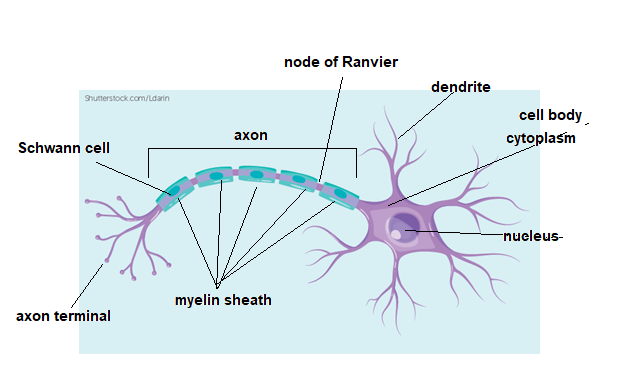 node of Ranvier
dendrite
Shutterstock.com/Ldarin
cell body
axon
cytoplasm
Schwann cell
nucleus
myelin sheath
axon terminal